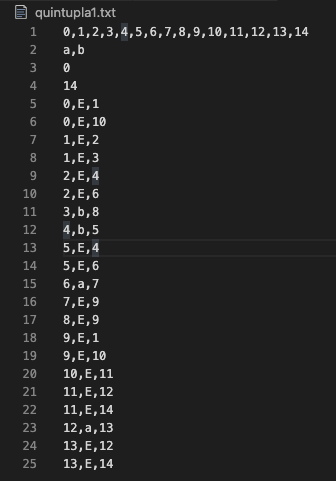 quintupla1.txt
1 0,1,2,3,4,5,6,7,8,9,10,11,12,13,14
2 a,b
3 0
4 14
5 0,E,1
6 0,E,10
7 1,E,2
8 1,E,3
9 2,E,4
10 2,E,6
11 3,b,8
12 4,b,5
13 5,E,4
14 5,E,6
15 6,a,7
16 7,E,9
17 8,E,9
18 9,E,1
19 9,E,10
20 10,E,11
21 11,E,12
22 11,E,14
23 12,a,13
24 13,E,12
25 13,E,14